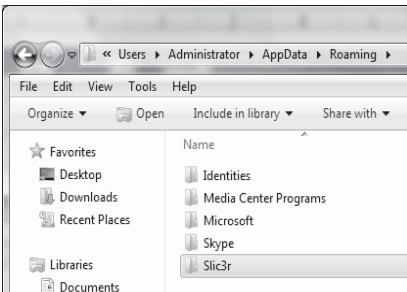 « Users ▸ Administrator ▸ AppData ▸ Roaming ▸
File Edit View Tools Help
Organize ▼ Open Include in library ▼ Share with ▼
Favorites
Desktop
Downloads
Recent Places
Libraries
Documents
Name
Identities
Media Center Programs
Microsoft
Skype
Slic3r